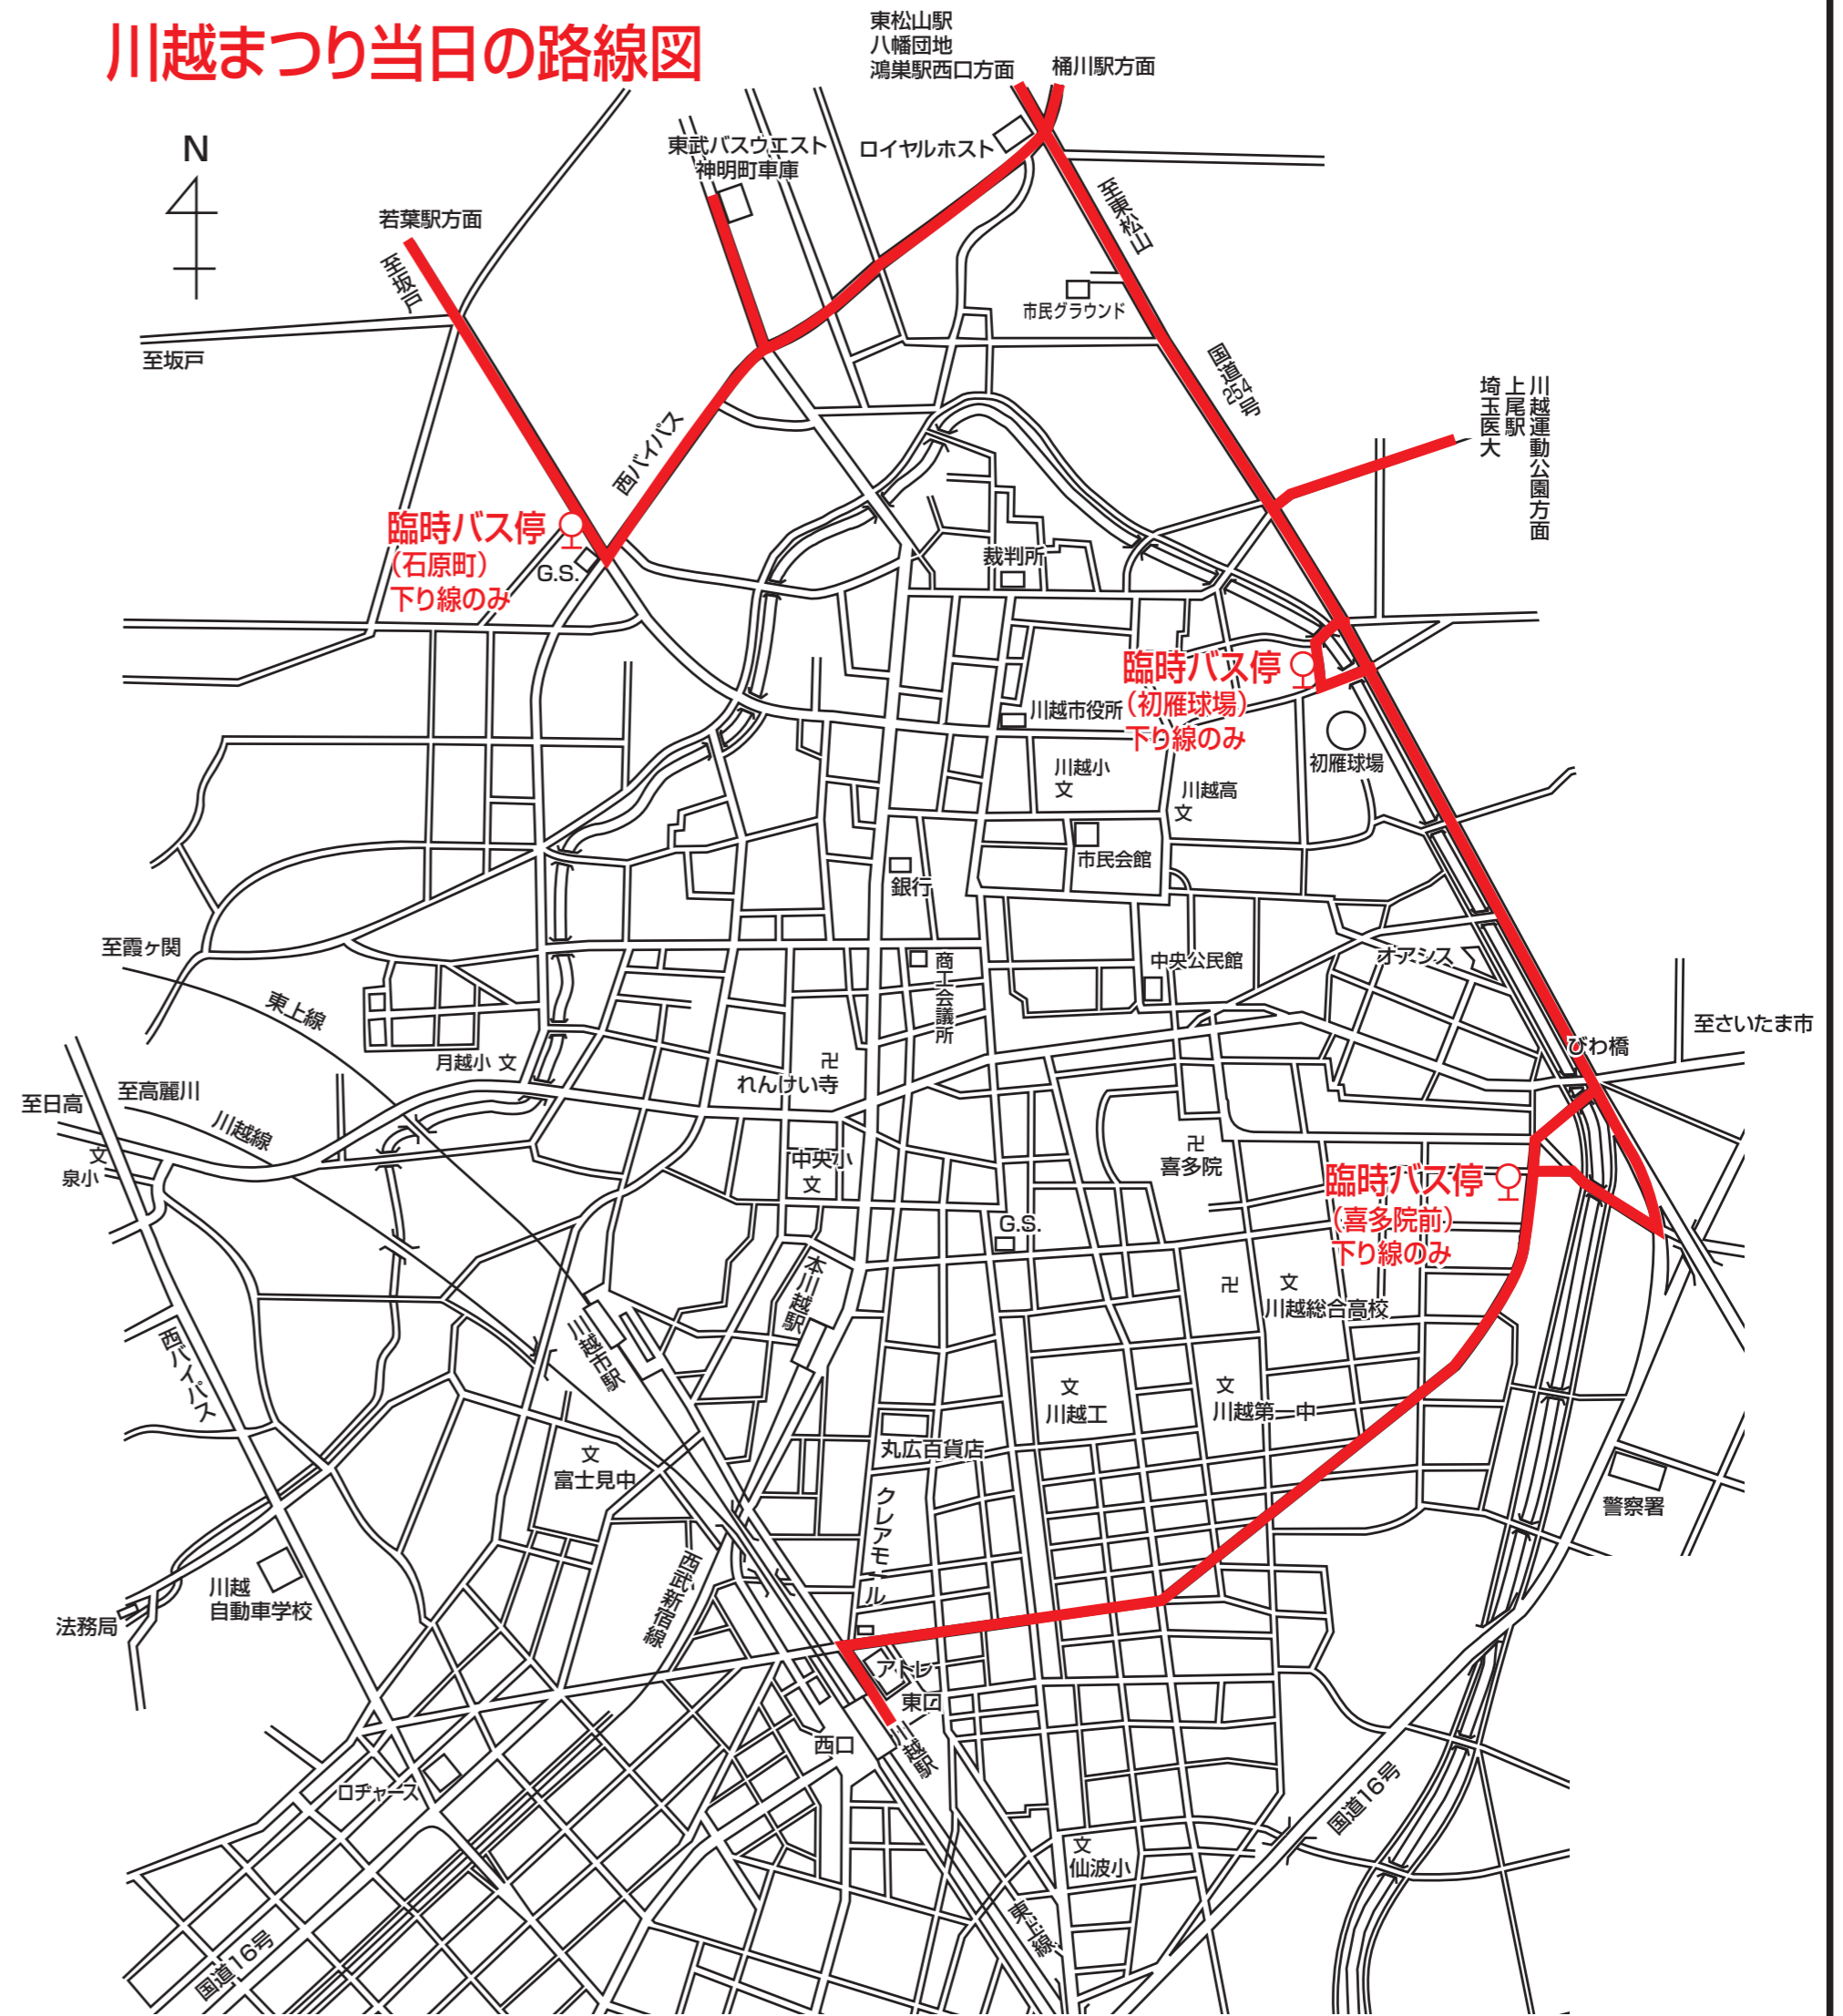 川越まつり当日の路線図
東松山駅
八幡団地
鴻巣駅西口方面
桶川駅方面
N
東武バスウエスト
神明町車庫
ロイヤルホスト
至東松山
若葉駅方面
至坂戸
市民グラウンド
至坂戸
国道254号
川越運動公園方面
上尾駅
埼玉医大
西バイパス
臨時バス停
(石原町)
下り線のみ
G.S.
裁判所
臨時バス停
(初雁球場)
下り線のみ
川越市役所
初雁球場
川越小
文
川越高
文
市民会館
銀行
至霞ヶ関
商工会議所
中央公民館
オアシス
東上線
至さいたま市
びわ橋
月越小 文
卍
れんけい寺
至日高
至高麗川
川越線
文
泉小
中央小
文
卍
喜多院
臨時バス停
(喜多院前)
下り線のみ
G.S.
本川越駅
卍
文
川越総合高校
川越市駅
西バイパス
文
川越工
文
川越第一中
丸広百貨店
文
富士見中
クレアモール
警察署
西武新宿線
川越
自動車学校
法務局
アトレ
東口
川越駅
西口
ロヂャース
国道16号
文
仙波小
東上線
国道16号